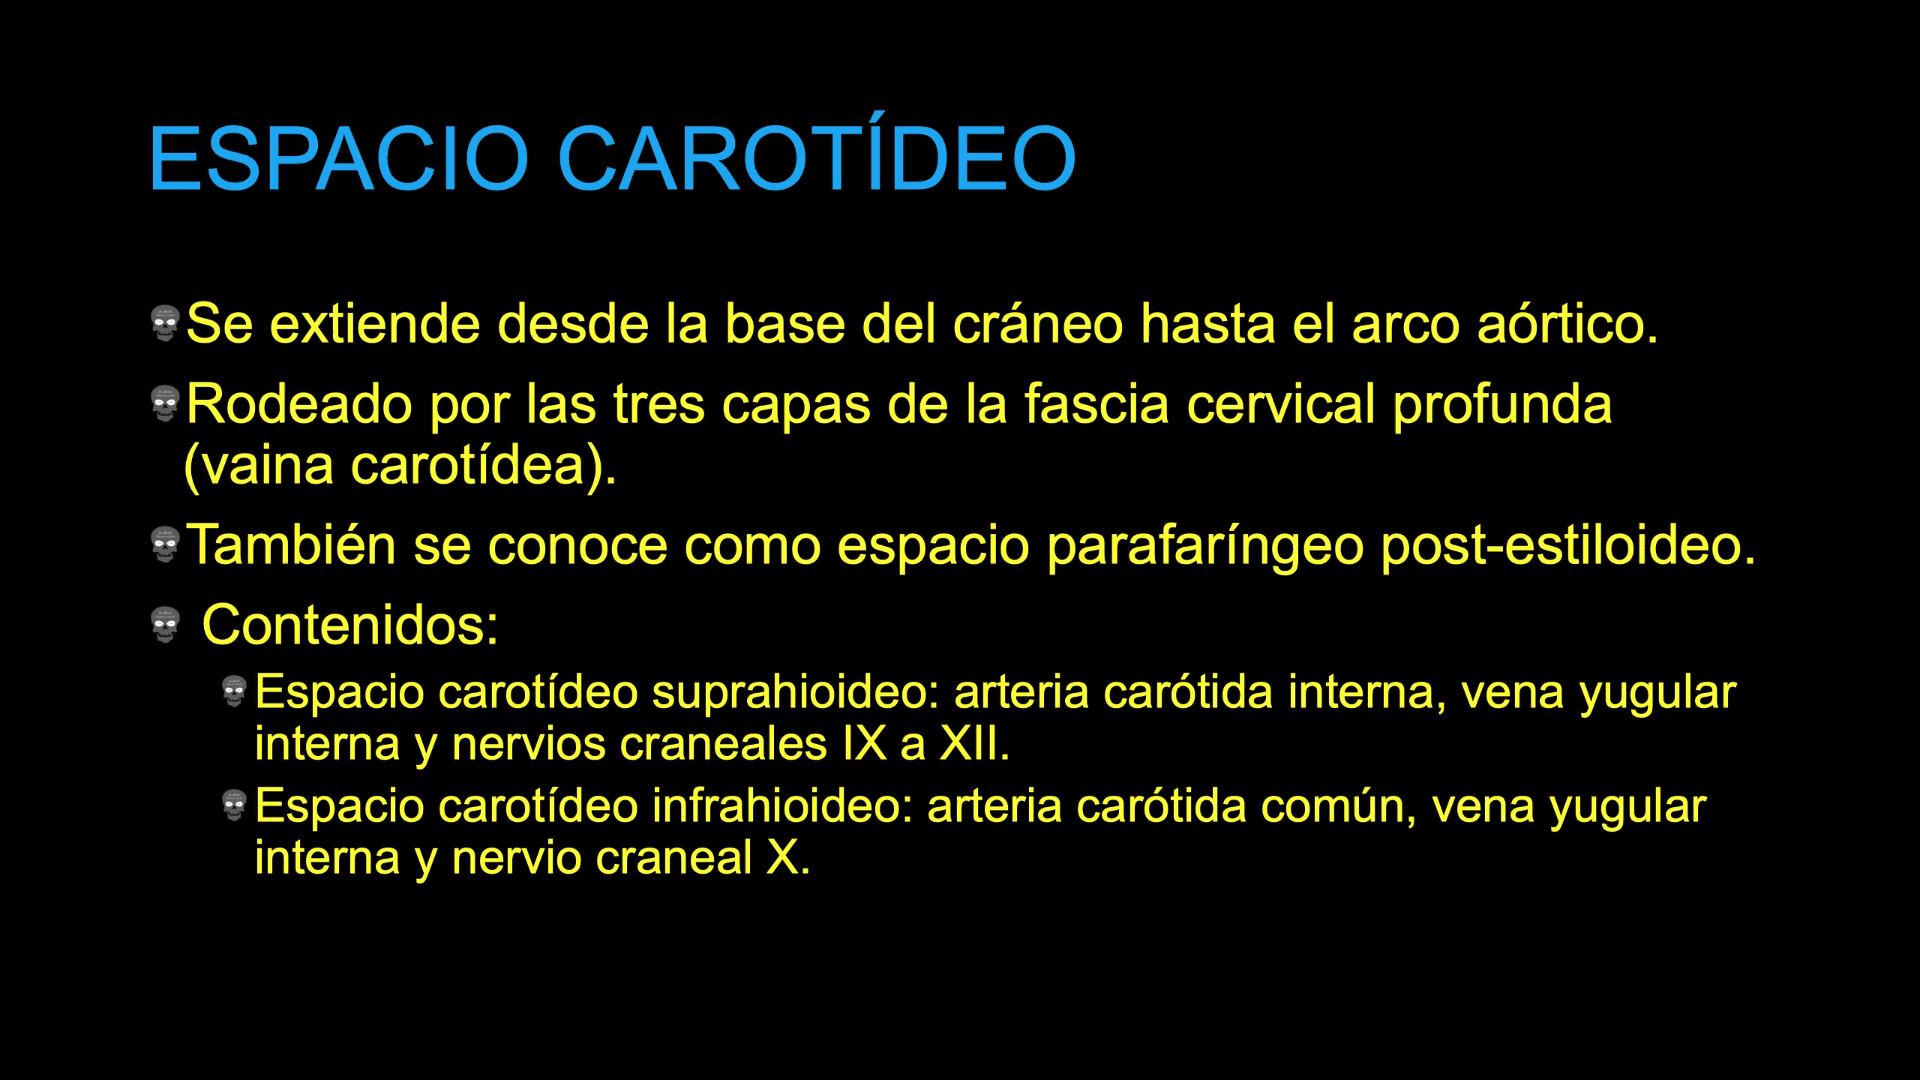 ESPACIO CAROTÍDEO
Se extiende desde la base del cráneo hasta el arco aórtico.
Rodeado por las tres capas de la fascia cervical profunda
(vaina carotídea).
También se conoce como espacio parafaríngeo post-estiloideo.
Contenidos:
Espacio carotídeo suprahioideo: arteria carótida interna, vena yugular
interna y nervios craneales IX a XII.
Espacio carotídeo infrahioideo: arteria carótida común, vena yugular
interna y nervio craneal X.